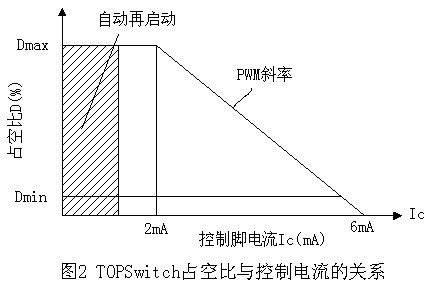 自动再启动
Dmax
PWM斜率
占空比D(%)
Dmin
Ic
2mA
6mA
控制脚电流Ic(mA)
图2 TOPSwitch占空比与控制电流的关系